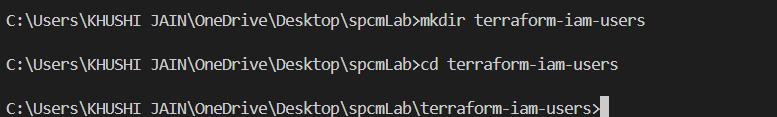 C:\Users\KHUSHI JAIN\OneDrive\Desktop\spcmLab>mkdir terraform-iam-users
C:\Users\KHUSHI JAIN\OneDrive\Desktop\spcmLab>cd terraform-iam-users
C:\Users\KHUSHI JAIN\OneDrive\Desktop\spcmLab\terraform-iam-users>